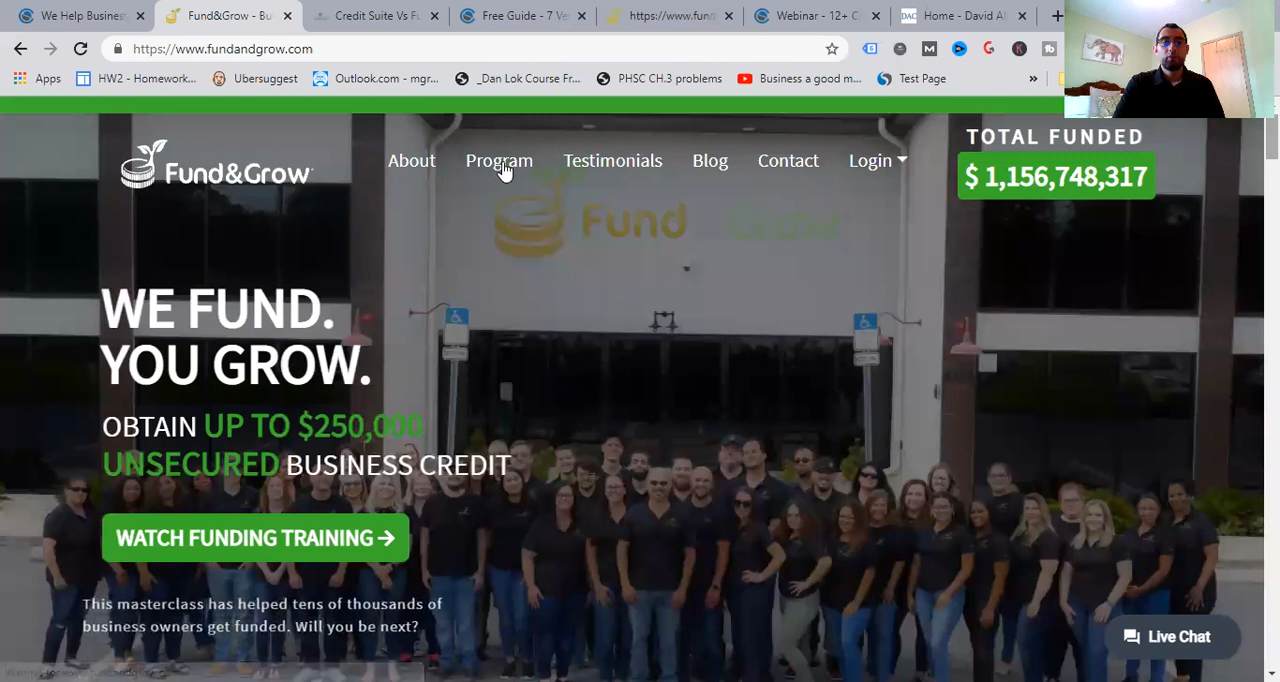 We Help Busines
Fund&Grow - Bu
Credit Suite Vs Fu
Free Guide - 7 Ve
https://www.fun
Webinar - 12+ C
Home - David Al
https://www.fundandgrow.com
Apps
HW2 - Homework...
Ubersuggest
Outlook.com - mgr...
_Dan Lok Course Fr...
PHSC CH.3 problems
Business a good m...
Test Page
»
Fund&Grow
About
Program
Testimonials
Blog
Contact
Login
TOTAL FUNDED
$ 1,156,748,317
Fund Grow
WE FUND.
YOU GROW.
OBTAIN UP TO $250,000
UNSECURED BUSINESS CREDIT
WATCH FUNDING TRAINING →
This masterclass has helped tens of thousands of
business owners get funded. Will you be next?
Live Chat